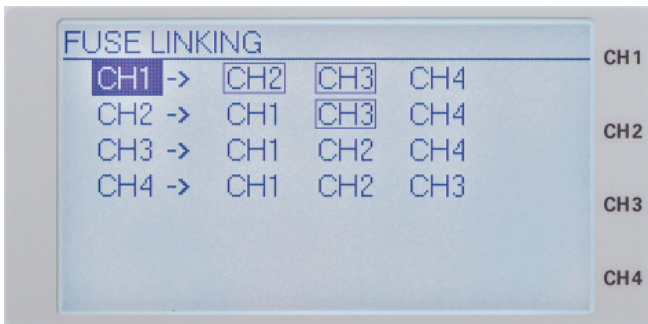 FUSE LINKING
CH1 -> CH2 CH3 CH4
CH2 -> CH1 CH3 CH4
CH3 -> CH1 CH2 CH4
CH4 -> CH1 CH2 CH3
CH1
CH2
CH3
CH4